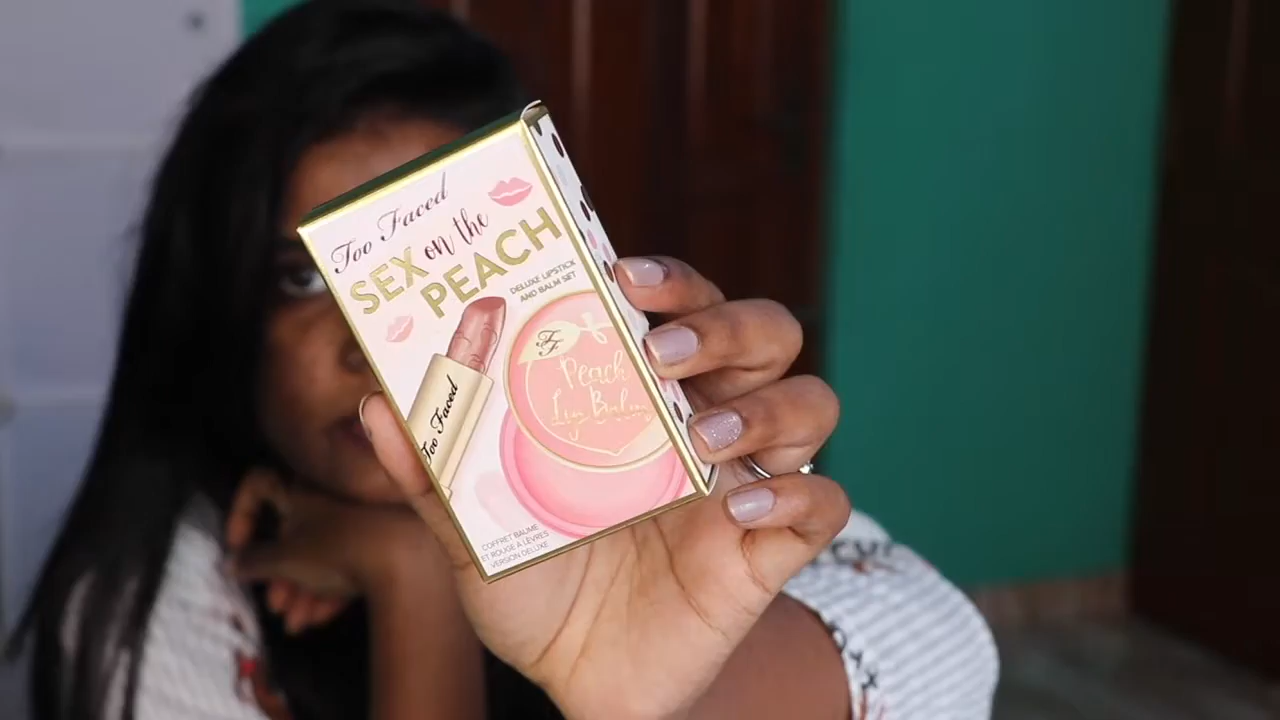 Too Faced
SEX on the
PEACH
DELUXE LIPSTICK
AND BALM SET
Too Faced
TF
Peach
Lip Balm
COFFRET BAUME
ET ROUGE À LÈVRES
VERSION DELUXE